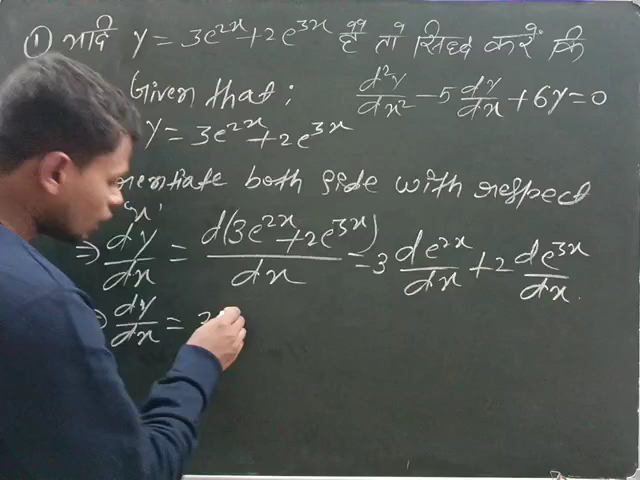 ① यदि y = 3e^{2x} + 2e^{3x} है तो सिध्द करें कि
Given that; d²y/dx² - 5 dy/dx + 6y = 0
y = 3e^{2x} + 2e^{3x}
rentiate both side with respect
'x'
⇒ dy/dx = d(3e^{2x} + 2e^{3x})/dx = 3 de^{2x}/dx + 2 de^{3x}/dx.
⇒ dy/dx =